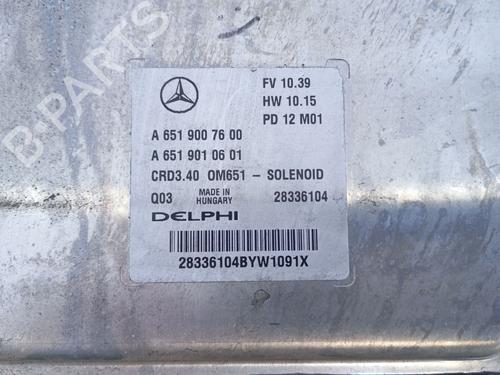 B-PARTS
FV 10.39
HW 10.15
PD 12 M01
A 651 900 76 00
A 651 901 06 01
CRD3.40 OM651 – SOLENOID
Q03 MADE IN HUNGARY 28336104
DELPHI
28336104BYW1091X